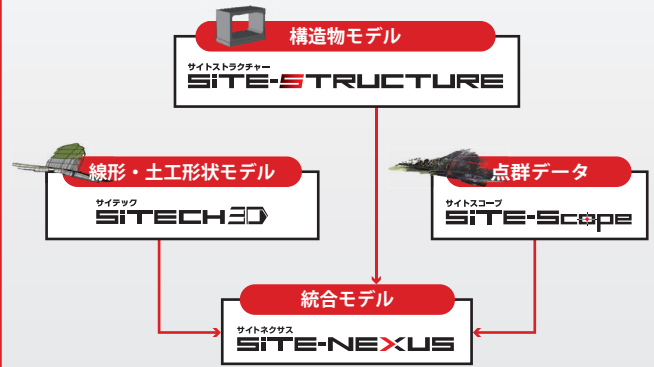 構造物モデル
サイトストラクチャー
SiTE-STRUCTURE
線形・土工形状モデル
サイテック
SiTECH 3D
点群データ
サイトスコープ
SiTE-Scope
統合モデル
サイトネクサス
SiTE-NEXUS